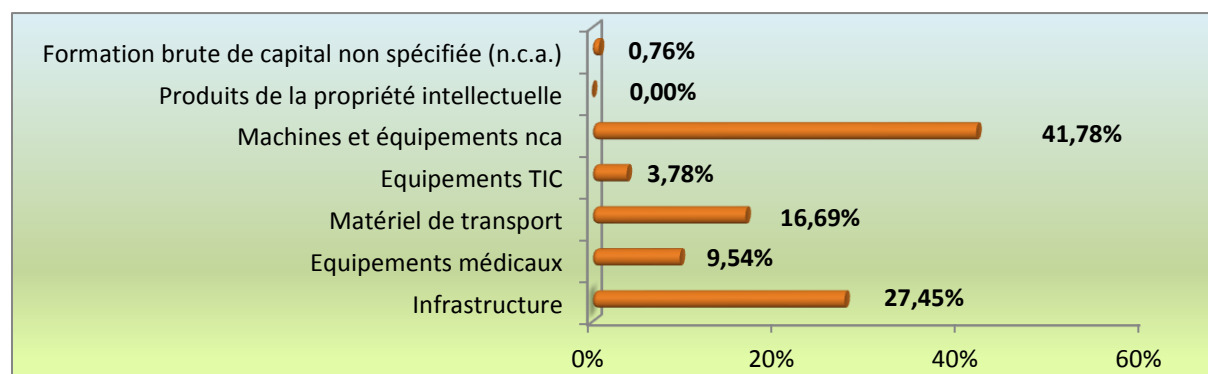 Formation brute de capital non spécifiée (n.c.a.) 0,76%
Produits de la propriété intellectuelle 0,00%
Machines et équipements nca 41,78%
Equipements TIC 3,78%
Matériel de transport 16,69%
Equipements médicaux 9,54%
Infrastructure 27,45%
0% 20% 40% 60%